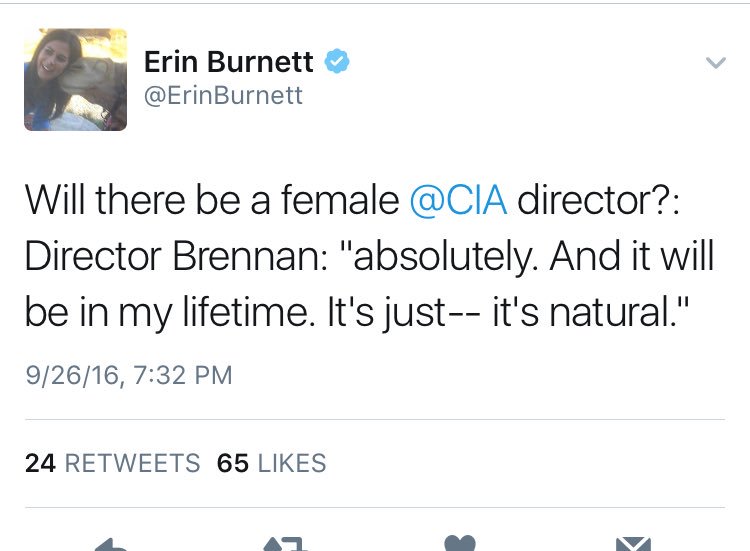 Erin Burnett
@ErinBurnett
Will there be a female @CIA director?:
Director Brennan: "absolutely. And it will
be in my lifetime. It's just-- it's natural."
9/26/16, 7:32 PM
24 RETWEETS 65 LIKES